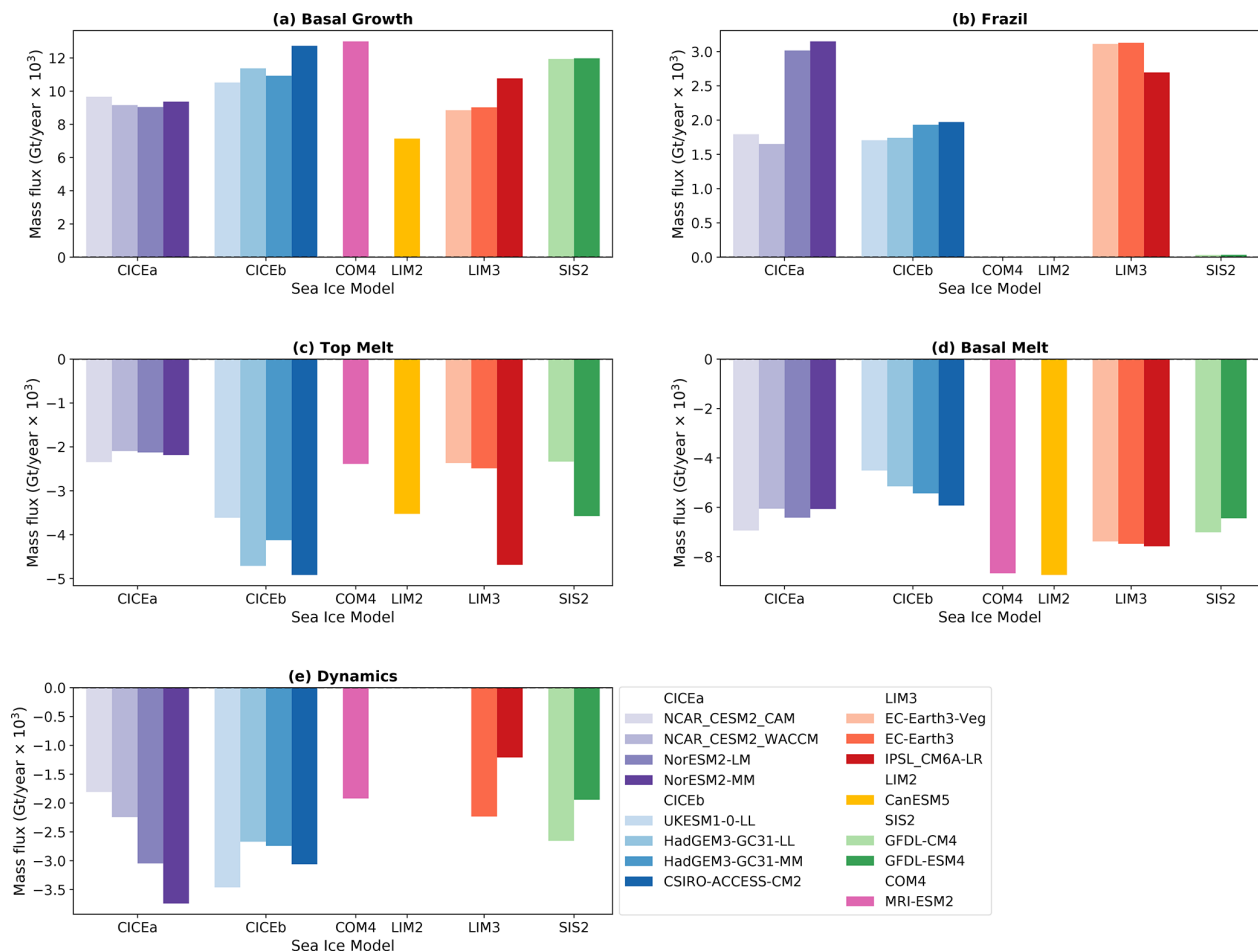 (a) Basal Growth
Mass flux (Gt/year × 10³)
12
10
8
6
4
2
0
CICEa CICEb COM4 LIM2 LIM3 SIS2
Sea Ice Model
(b) Frazil
Mass flux (Gt/year × 10³)
3.0
2.5
2.0
1.5
1.0
0.5
0.0
CICEa CICEb COM4 LIM2 LIM3 SIS2
Sea Ice Model
(c) Top Melt
Mass flux (Gt/year × 10³)
0
−1
−2
−3
−4
−5
CICEa CICEb COM4 LIM2 LIM3 SIS2
Sea Ice Model
(d) Basal Melt
Mass flux (Gt/year × 10³)
0
−2
−4
−6
−8
CICEa CICEb COM4 LIM2 LIM3 SIS2
Sea Ice Model
(e) Dynamics
Mass flux (Gt/year × 10³)
0.0
−0.5
−1.0
−1.5
−2.0
−2.5
−3.0
−3.5
CICEa CICEb COM4 LIM2 LIM3 SIS2
Sea Ice Model
CICEa
NCAR_CESM2_CAM
NCAR_CESM2_WACCM
NorESM2-LM
NorESM2-MM
CICEb
UKESM1-0-LL
HadGEM3-GC31-LL
HadGEM3-GC31-MM
CSIRO-ACCESS-CM2
LIM3
EC-Earth3-Veg
EC-Earth3
IPSL_CM6A-LR
LIM2
CanESM5
SIS2
GFDL-CM4
GFDL-ESM4
COM4
MRI-ESM2